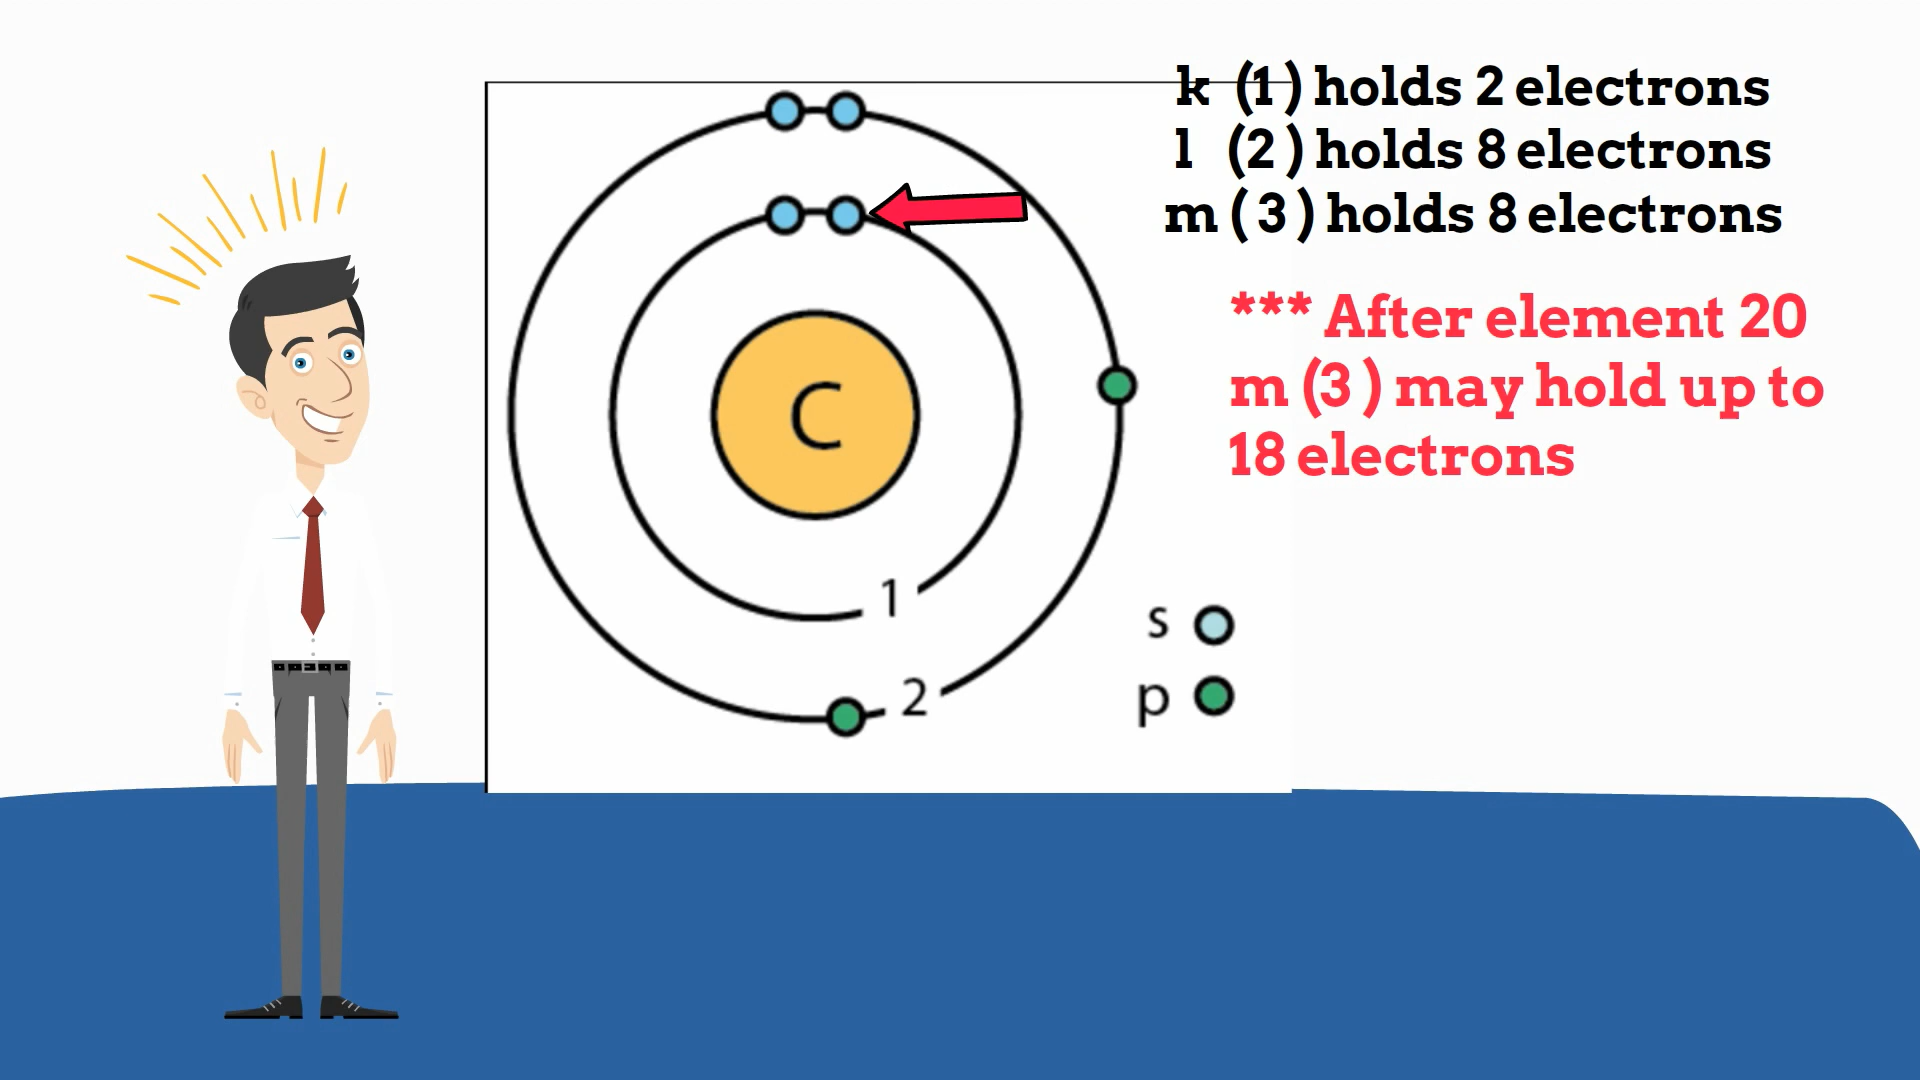 k (1) holds 2 electrons
l (2) holds 8 electrons
m (3) holds 8 electrons
*** After element 20
m (3) may hold up to
18 electrons
C
1
2
s
p